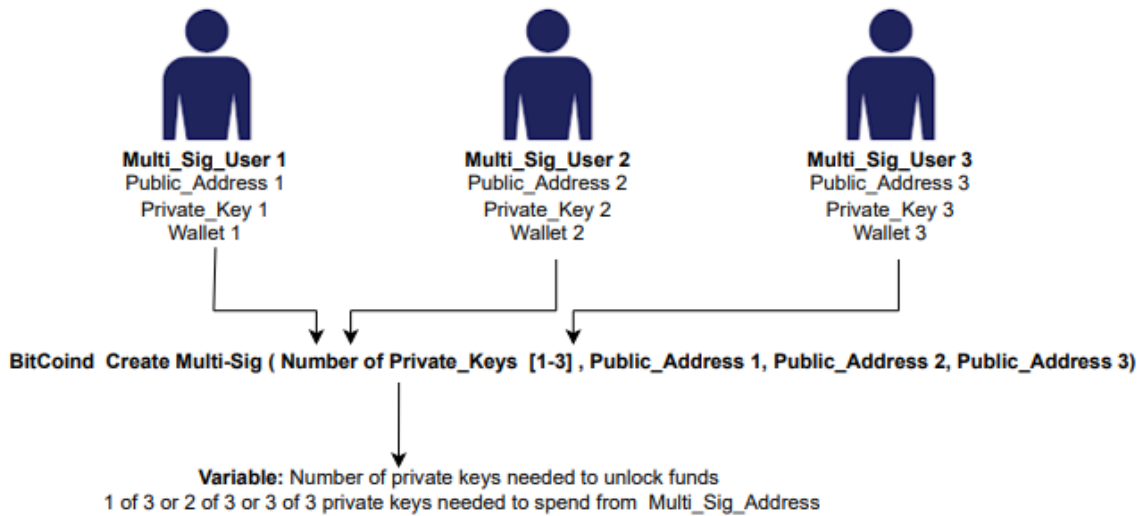 Multi_Sig_User 1
Public_Address 1
Private_Key 1
Wallet 1
Multi_Sig_User 2
Public_Address 2
Private_Key 2
Wallet 2
Multi_Sig_User 3
Public_Address 3
Private_Key 3
Wallet 3
BitCoind Create Multi-Sig ( Number of Private_Keys [1-3] , Public_Address 1, Public_Address 2, Public_Address 3)
Variable: Number of private keys needed to unlock funds
1 of 3 or 2 of 3 or 3 of 3 private keys needed to spend from Multi_Sig_Address